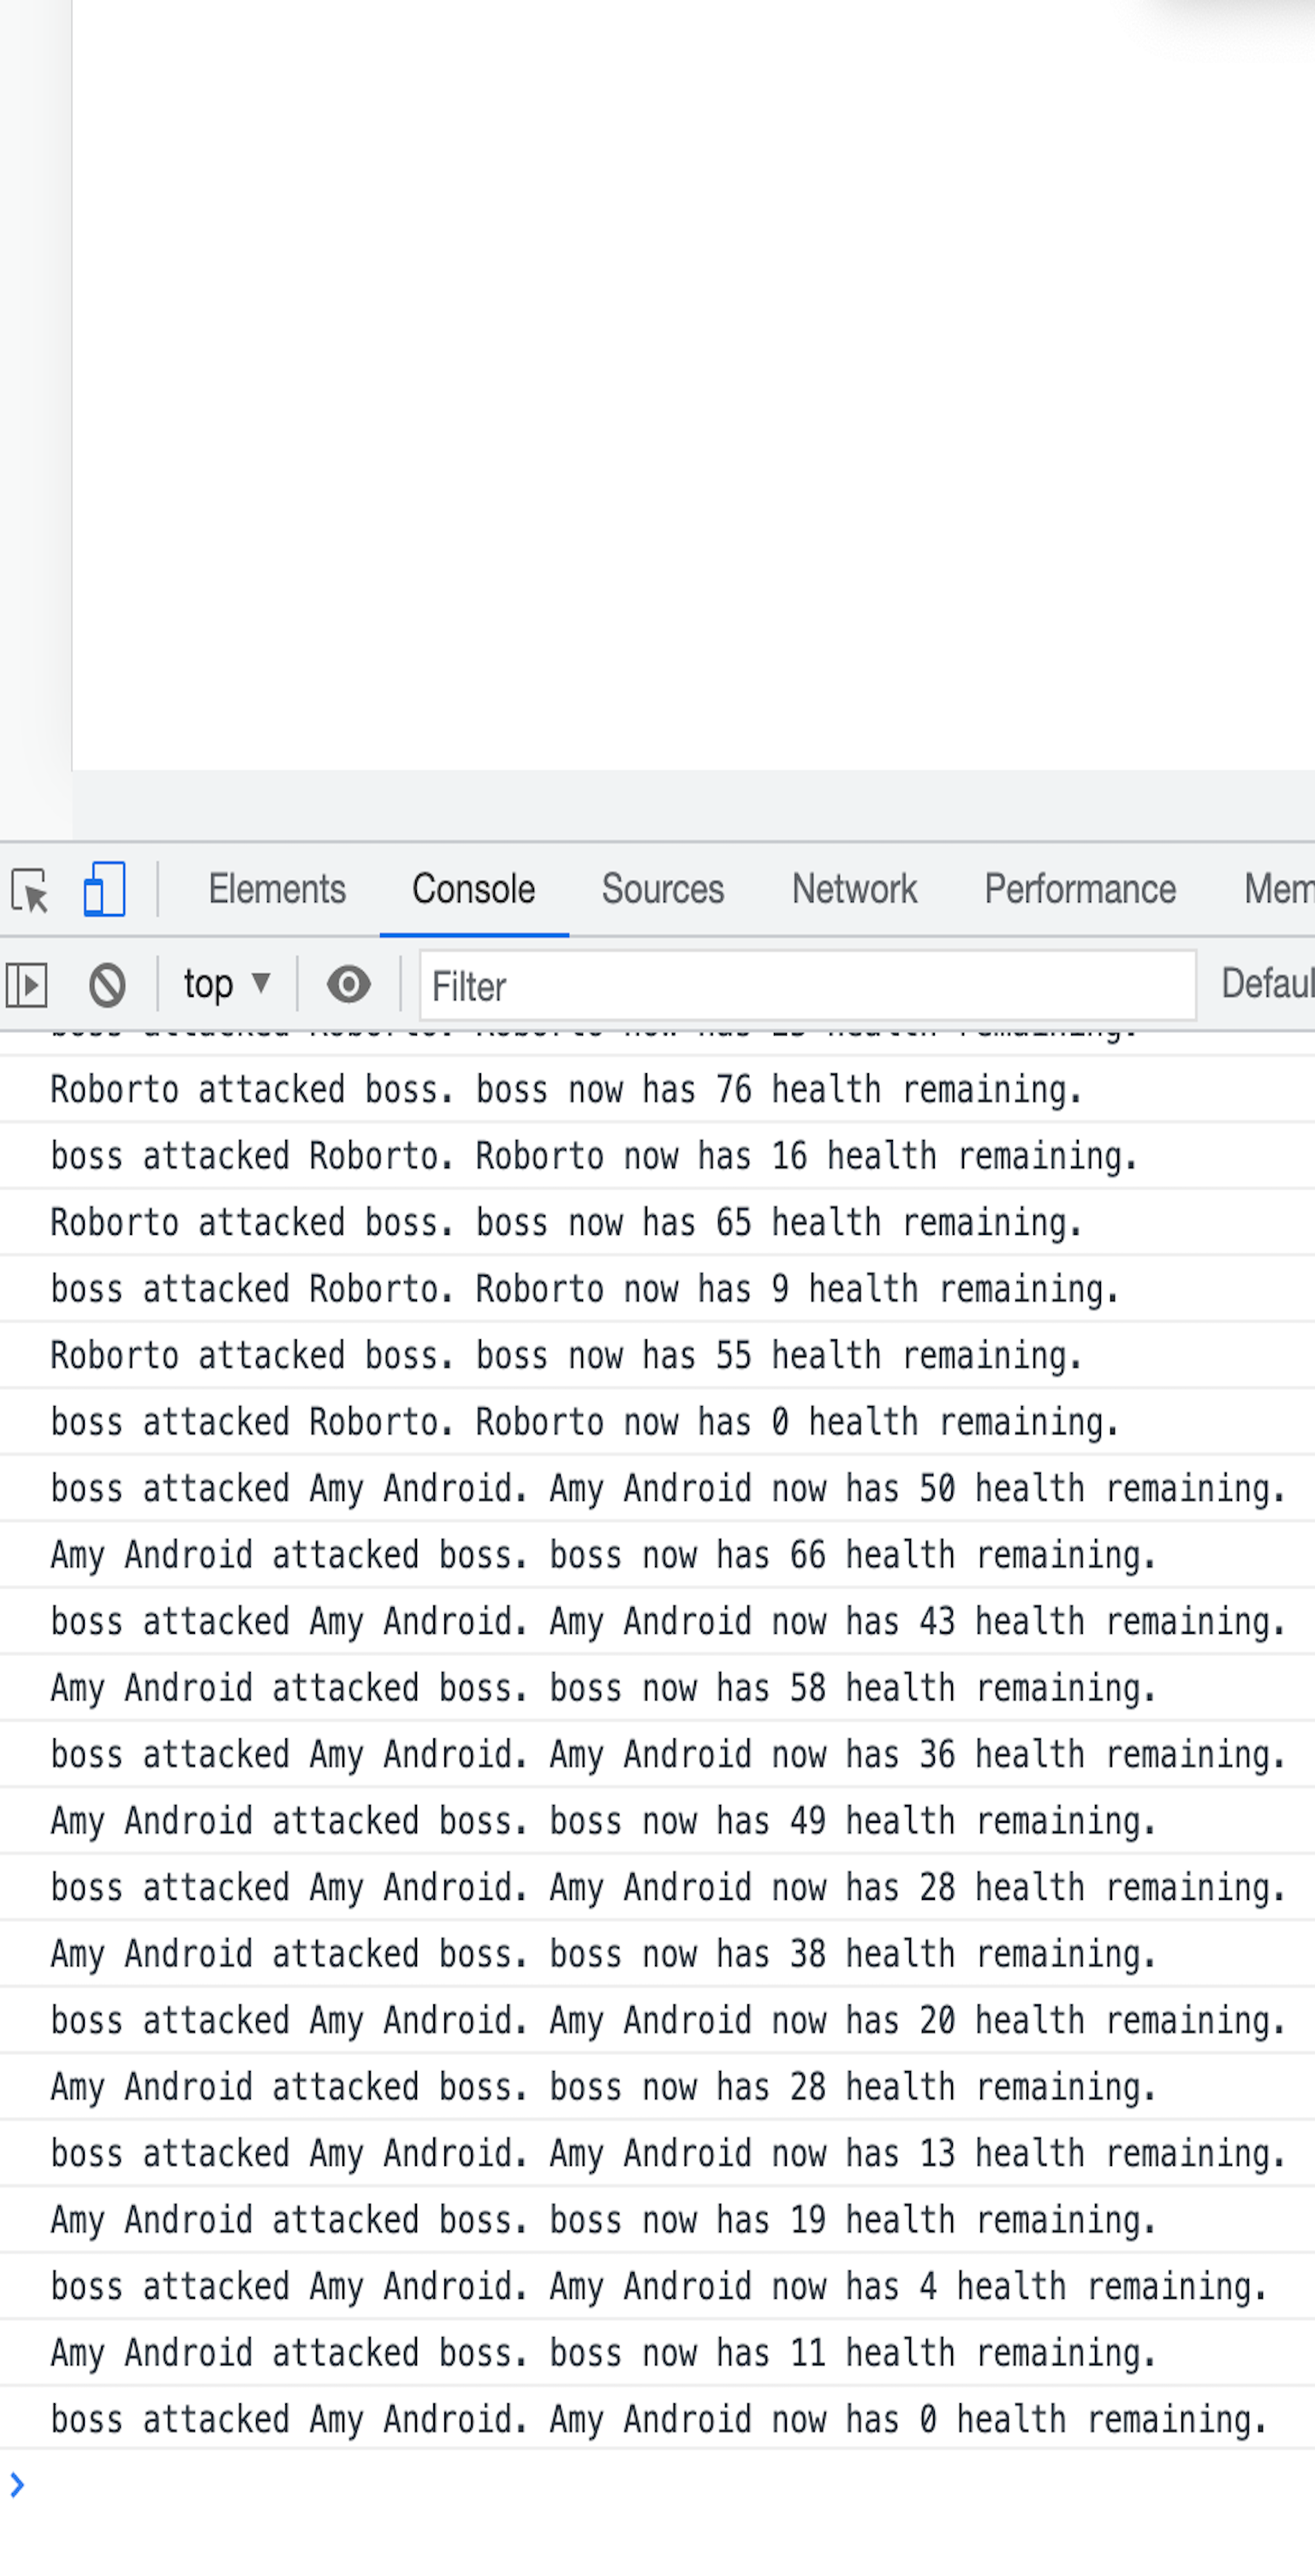 Elements Console Sources Network Performance Mem
top Filter Defaul
boss attacked Roborto. Roborto now has health remaining.
Roborto attacked boss. boss now has 76 health remaining.
boss attacked Roborto. Roborto now has 16 health remaining.
Roborto attacked boss. boss now has 65 health remaining.
boss attacked Roborto. Roborto now has 9 health remaining.
Roborto attacked boss. boss now has 55 health remaining.
boss attacked Roborto. Roborto now has 0 health remaining.
boss attacked Amy Android. Amy Android now has 50 health remaining.
Amy Android attacked boss. boss now has 66 health remaining.
boss attacked Amy Android. Amy Android now has 43 health remaining.
Amy Android attacked boss. boss now has 58 health remaining.
boss attacked Amy Android. Amy Android now has 36 health remaining.
Amy Android attacked boss. boss now has 49 health remaining.
boss attacked Amy Android. Amy Android now has 28 health remaining.
Amy Android attacked boss. boss now has 38 health remaining.
boss attacked Amy Android. Amy Android now has 20 health remaining.
Amy Android attacked boss. boss now has 28 health remaining.
boss attacked Amy Android. Amy Android now has 13 health remaining.
Amy Android attacked boss. boss now has 19 health remaining.
boss attacked Amy Android. Amy Android now has 4 health remaining.
Amy Android attacked boss. boss now has 11 health remaining.
boss attacked Amy Android. Amy Android now has 0 health remaining.